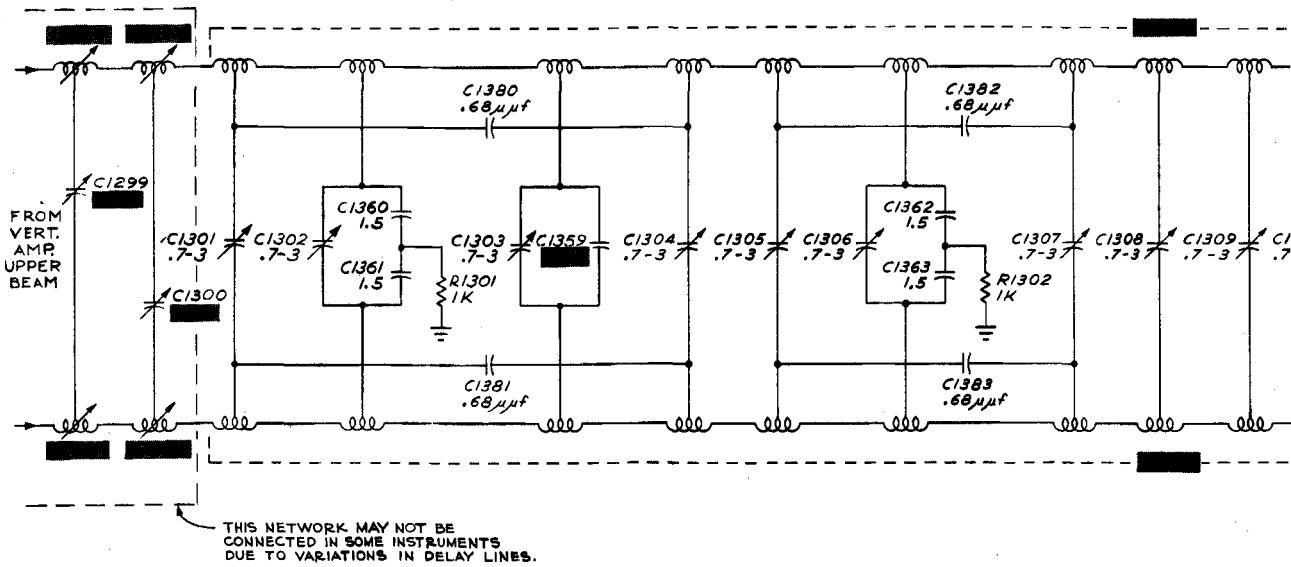 C1380
.68μμf
C1382
.68μμf
C1299
FROM
VERT.
AMP.
UPPER
BEAM
C1300
C1301
.7-3
C1302
.7-3
C1360
1.5
C1361
1.5
R1301
1K
C1303
.7-3
C1359
C1304
.7-3
C1305
.7-3
C1306
.7-3
C1362
1.5
C1363
1.5
R1302
1K
C1307
.7-3
C1308
.7-3
C1309
.7-3
C1381
.68μμf
C1383
.68μμf
THIS NETWORK MAY NOT BE
CONNECTED IN SOME INSTRUMENTS
DUE TO VARIATIONS IN DELAY LINES.